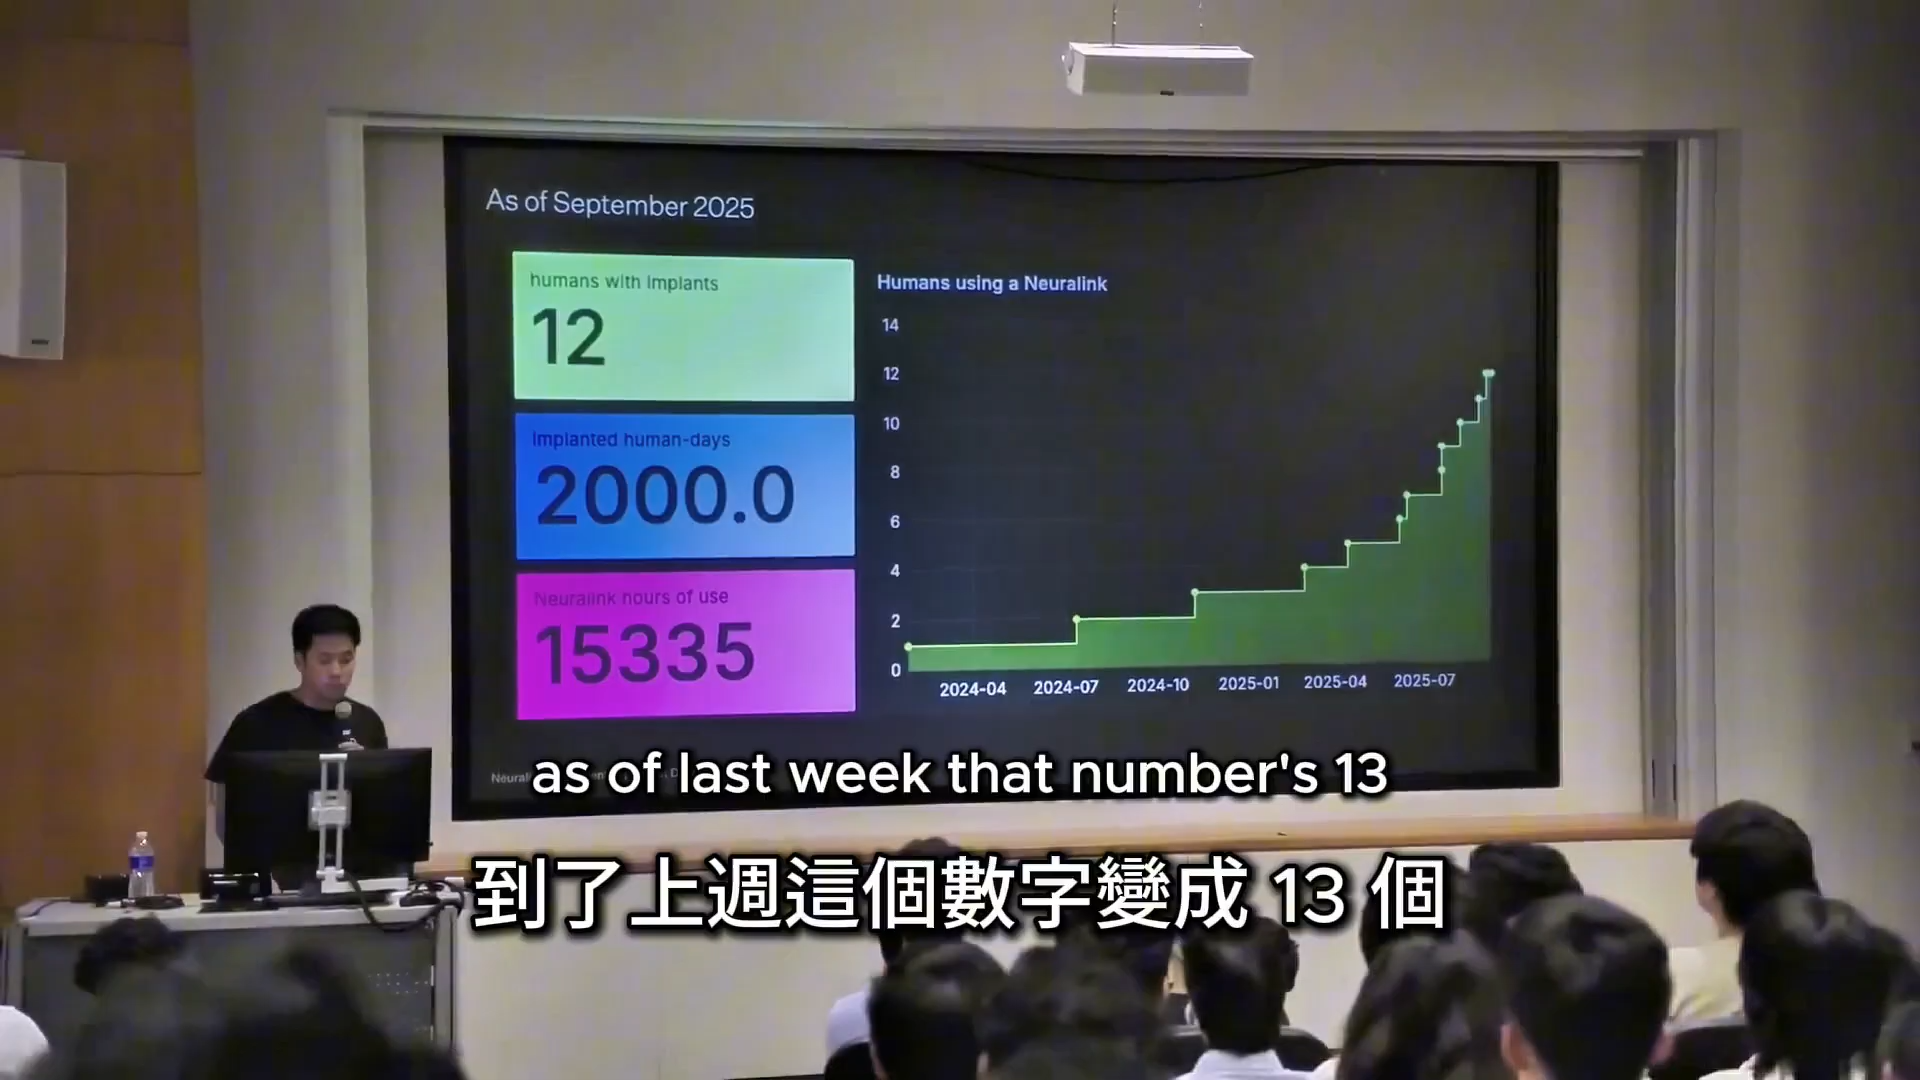 As of September 2025
humans with implants
12
Implanted human-days
2000.0
Neuralink hours of use
15335
Humans using a Neuralink
14
12
10
8
6
4
2
0
2024-04 2024-07 2024-10 2025-01 2025-04 2025-07
as of last week that number's 13
到了上週這個數字變成 13 個